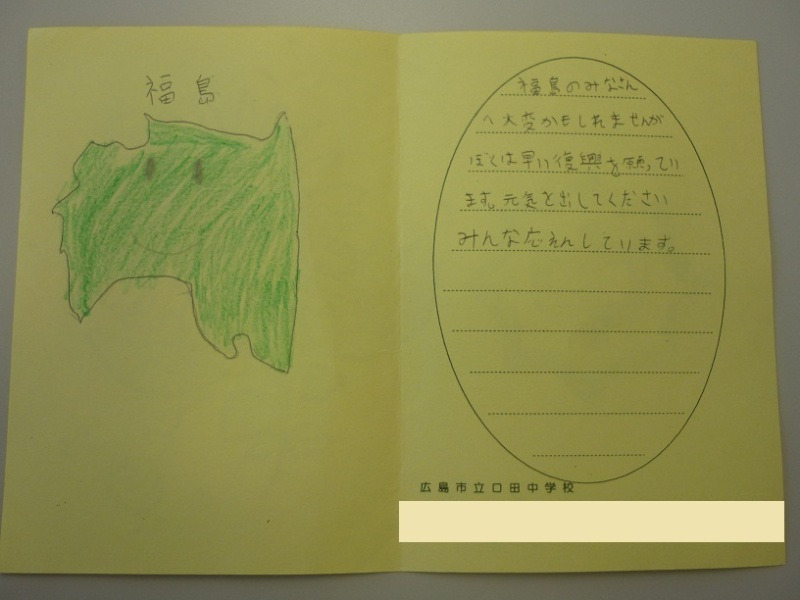 福島
福島のみなさん
へ大変かもしれませんが
ぼくは早い復興を願ってい
ます。元気を出してください
みんな応えんしています。
広島市立口田中学校